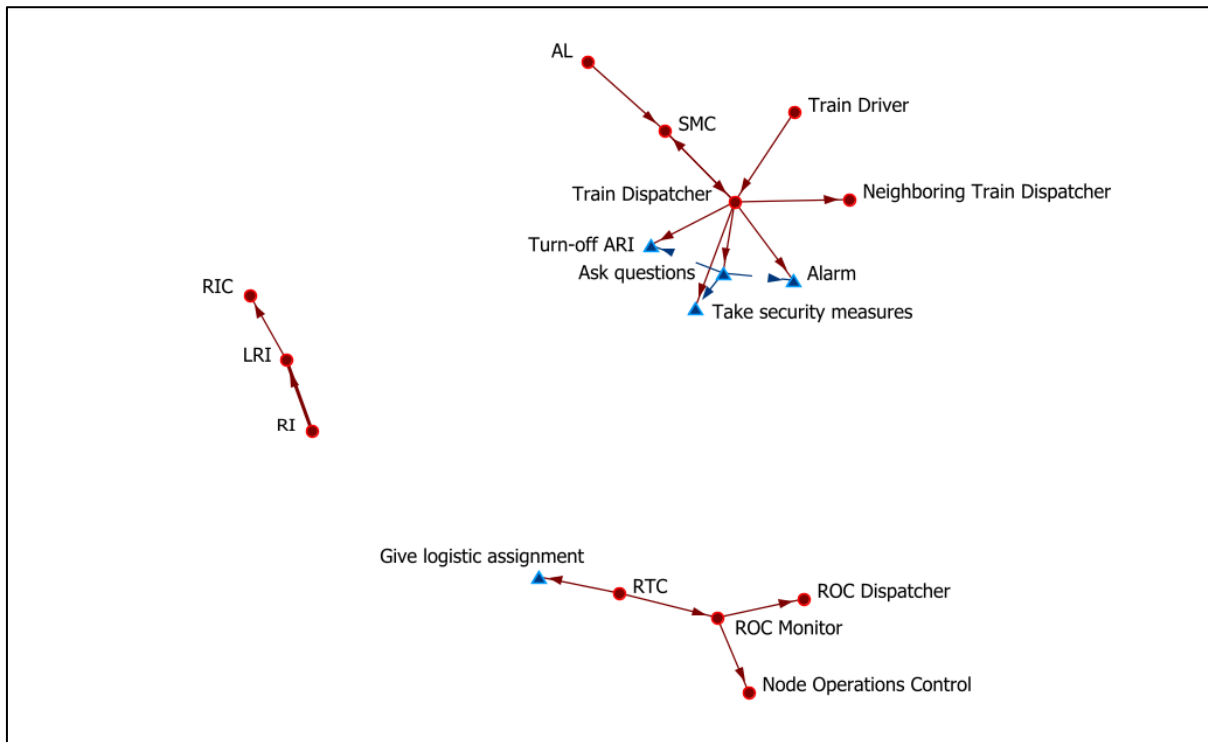 AL
Train Driver
SMC
Train Dispatcher
Neighboring Train Dispatcher
Turn-off ARI
Ask questions
Alarm
RIC
Take security measures
LRI
RI
Give logistic assignment
RTC
ROC Dispatcher
ROC Monitor
Node Operations Control